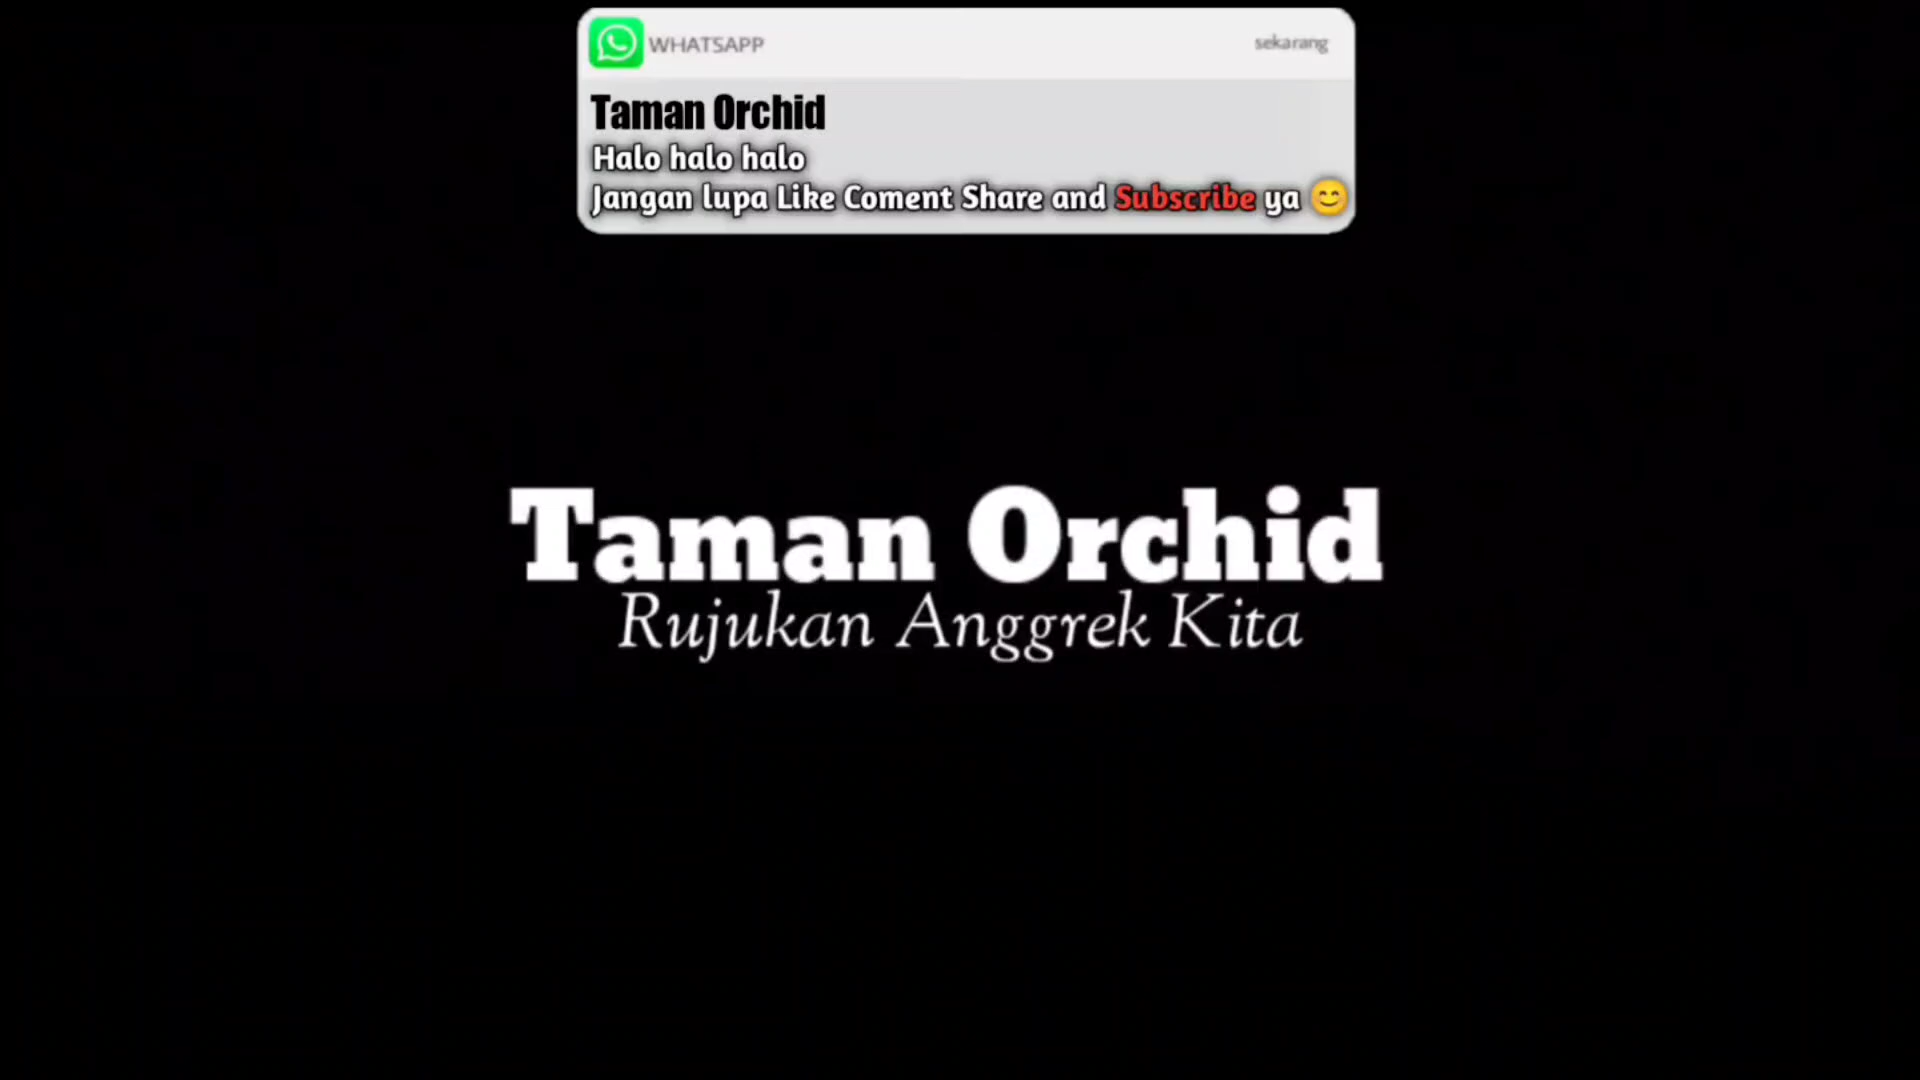 WHATSAPP sekarang
Taman Orchid
Halo halo halo
Jangan lupa Like Coment Share and Subscribe ya 😊
Taman Orchid
Rujukan Anggrek Kita